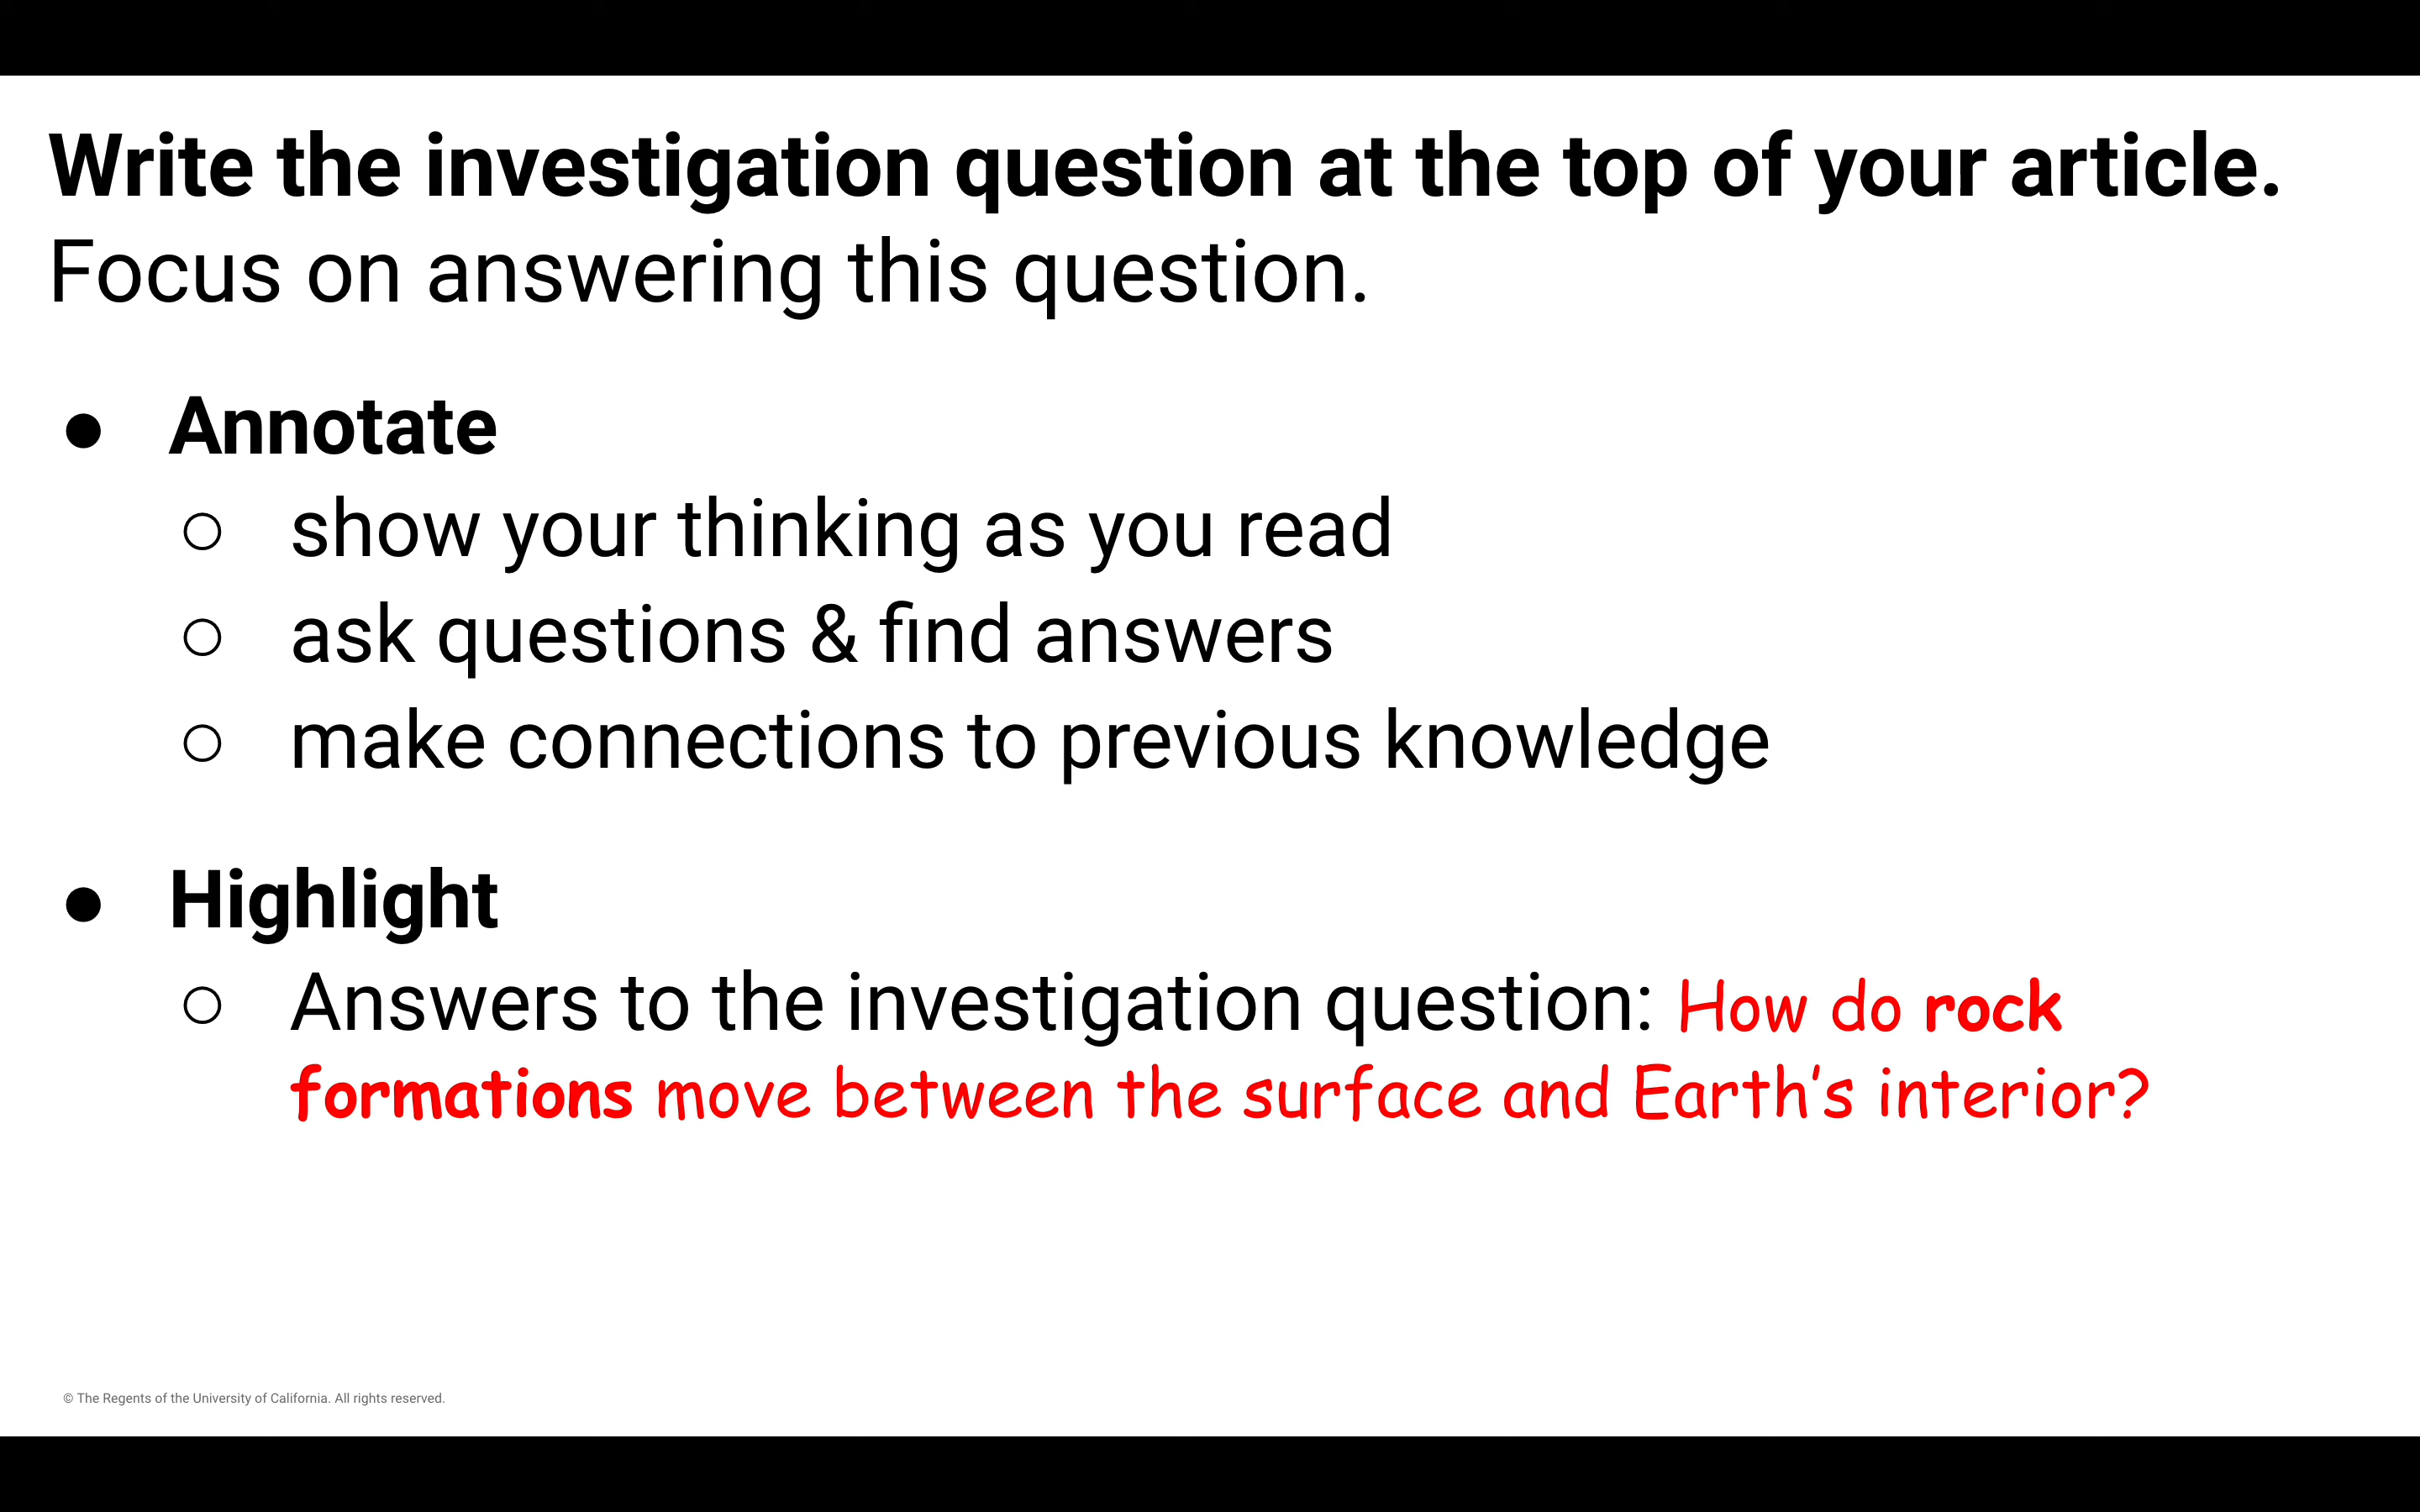 Write the investigation question at the top of your article.
Focus on answering this question.
● Annotate
○ show your thinking as you read
○ ask questions & find answers
○ make connections to previous knowledge
● Highlight
○ Answers to the investigation question: How do rock
formations move between the surface and Earth's interior?
© The Regents of the University of California. All rights reserved.